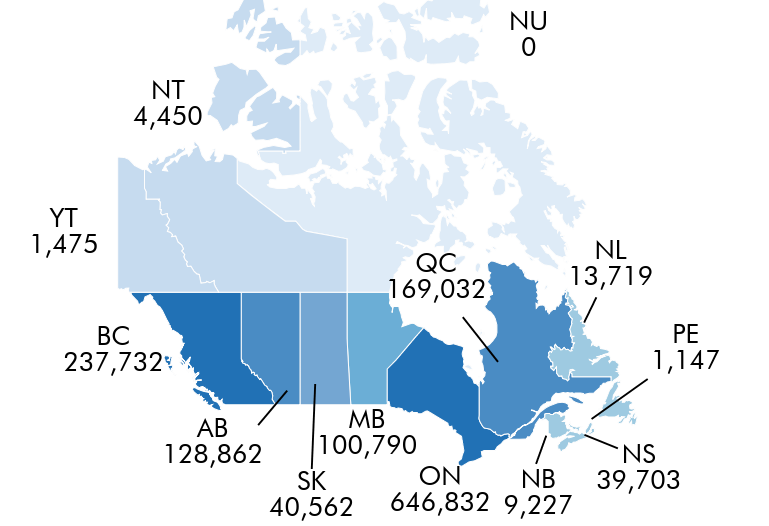 NU
0
NT
4,450
YT
1,475
QC
169,032
NL
13,719
BC
237,732
PE
1,147
AB
128,862
MB
100,790
SK
40,562
ON
646,832
NB
9,227
NS
39,703